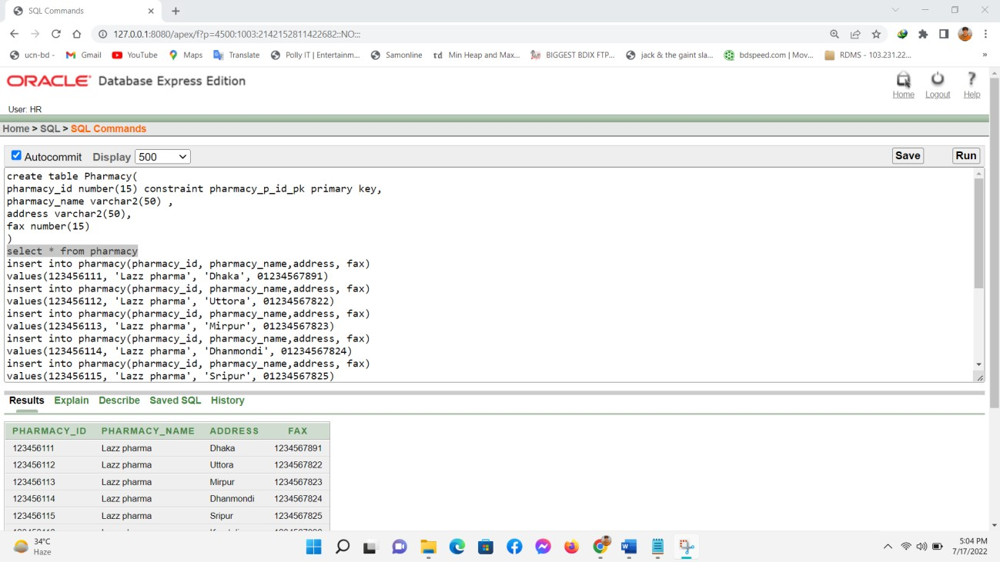 SQL Commands
127.0.0.1:8080/apex/f?p=4500:1003:2142152811422682::NO:::
ucn-bd - Gmail YouTube Maps Translate Polly IT | Entertainm... Samonline rd Min Heap and Max... BIGGEST BDIX FTP... jack & the gaint sla... bdspeed.com | Mov... RDMS - 103.231.22... »
ORACLE Database Express Edition
Home Logout Help
User: HR
Home > SQL > SQL Commands
Autocommit Display 500 Save Run
create table Pharmacy(
pharmacy_id number(15) constraint pharmacy_p_id_pk primary key,
pharmacy_name varchar2(50) ,
address varchar2(50),
fax number(15)
)
select * from pharmacy
insert into pharmacy(pharmacy_id, pharmacy_name,address, fax)
values(123456111, 'Lazz pharma', 'Dhaka', 01234567891)
insert into pharmacy(pharmacy_id, pharmacy_name,address, fax)
values(123456112, 'Lazz pharma', 'Uttora', 01234567822)
insert into pharmacy(pharmacy_id, pharmacy_name,address, fax)
values(123456113, 'Lazz pharma', 'Mirpur', 01234567823)
insert into pharmacy(pharmacy_id, pharmacy_name,address, fax)
values(123456114, 'Lazz pharma', 'Dhanmondi', 01234567824)
insert into pharmacy(pharmacy_id, pharmacy_name,address, fax)
values(123456115, 'Lazz pharma', 'Sripur', 01234567825)
Results Explain Describe Saved SQL History
PHARMACY_ID PHARMACY_NAME ADDRESS FAX
123456111 Lazz pharma Dhaka 1234567891
123456112 Lazz pharma Uttora 1234567822
123456113 Lazz pharma Mirpur 1234567823
123456114 Lazz pharma Dhanmondi 1234567824
123456115 Lazz pharma Sripur 1234567825
34°C
Haze
5:04 PM
7/17/2022